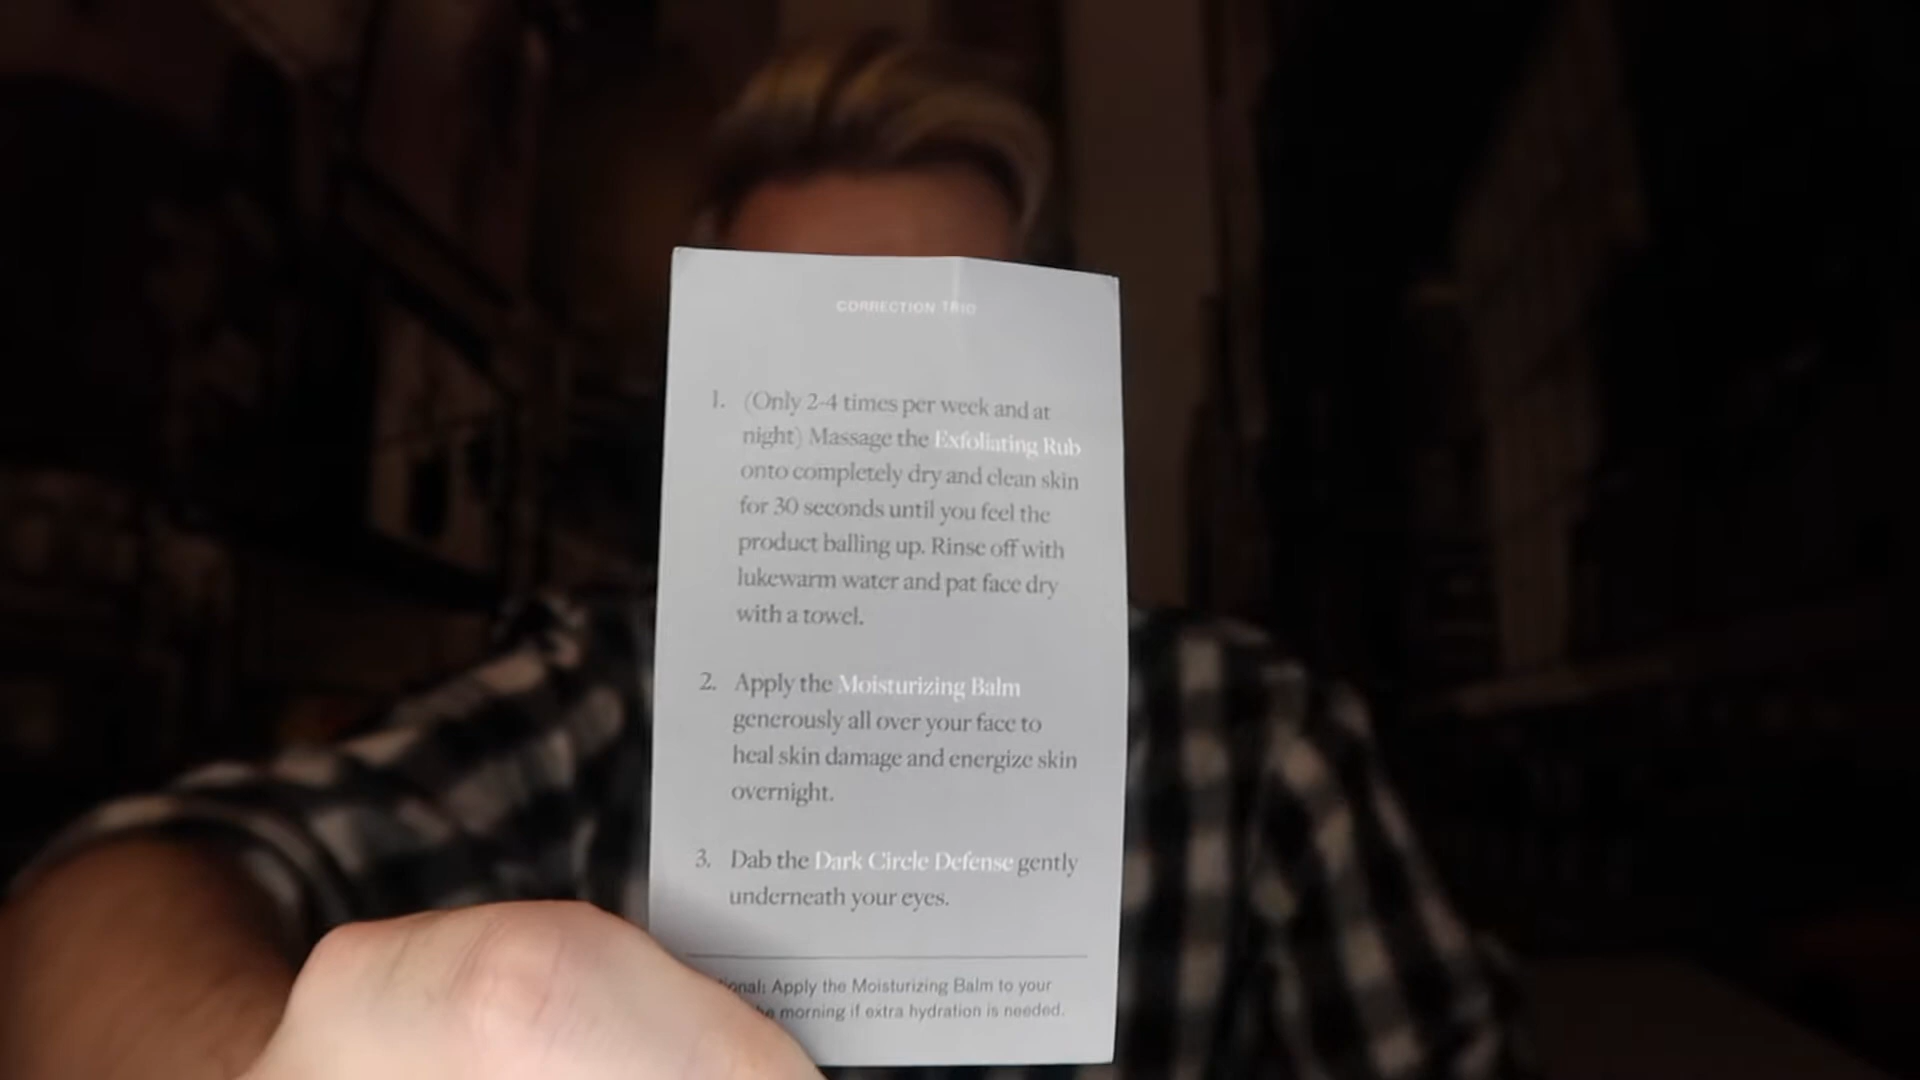 CORRECTION TRIO
1. (Only 2-4 times per week and at
night) Massage the Exfoliating Rub
onto completely dry and clean skin
for 30 seconds until you feel the
product balling up. Rinse off with
lukewarm water and pat face dry
with a towel.
2. Apply the Moisturizing Balm
generously all over your face to
heal skin damage and energize skin
overnight.
3. Dab the Dark Circle Defense gently
underneath your eyes.
Apply the Moisturizing Balm to your
morning if extra hydration is needed.